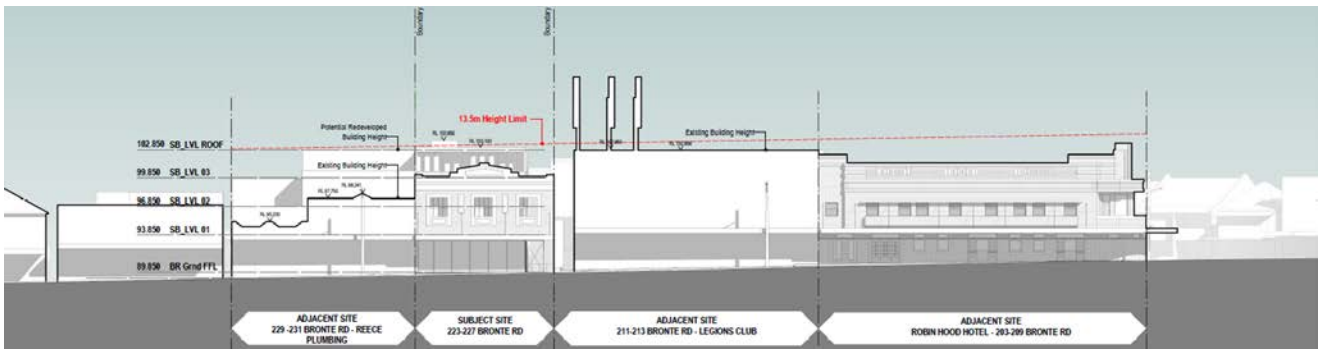 Boundary
Boundary
13.5m Height Limit
Potential Redeveloped
Building Height
Existing Building Height
Existing Building Height
102.850 SB_LVL ROOF
99.850 SB_LVL 03
96.850 SB_LVL 02
93.850 SB_LVL 01
89.850 BR Grnd FFL
ADJACENT SITE
229 -231 BRONTE RD - REECE
PLUMBING
SUBJECT SITE
223-227 BRONTE RD
ADJACENT SITE
211-213 BRONTE RD - LEGIONS CLUB
ADJACENT SITE
ROBIN HOOD HOTEL - 203-209 BRONTE RD